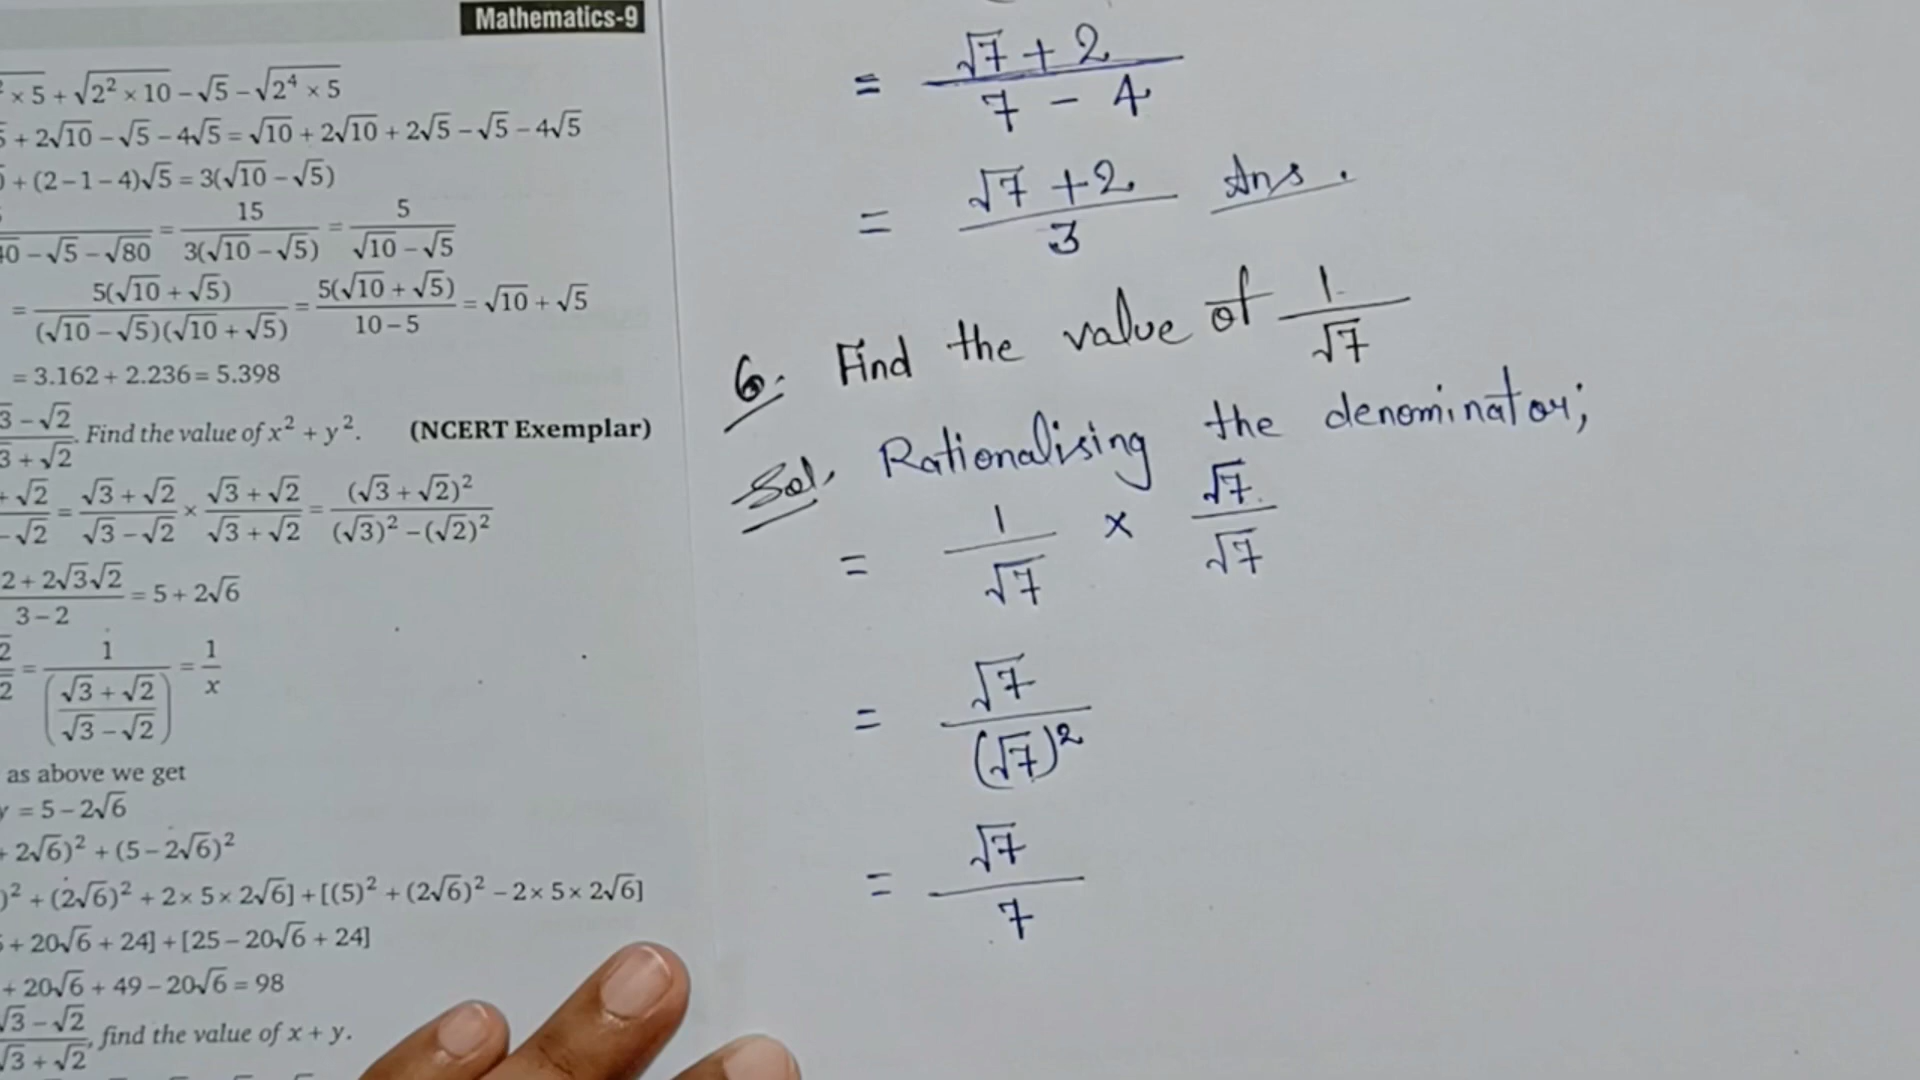 Mathematics-9
× 5 + √(2² × 10) − √5 − √(2⁴ × 5)
+ 2√10 − √5 − 4√5 = √10 + 2√10 + 2√5 − √5 − 4√5
+ (2−1−4)√5 = 3(√10 − √5)
− √5 − √80 = 15/(3(√10 − √5)) = 5/(√10 − √5)
= 5(√10 + √5)/((√10 − √5)(√10 + √5)) = 5(√10 + √5)/(10 − 5) = √10 + √5
= 3.162 + 2.236 = 5.398
3 − √2/3 + √2. Find the value of x² + y². (NCERT Exemplar)
+ √2/− √2 = (√3 + √2)/(√3 − √2) × (√3 + √2)/(√3 + √2) = (√3 + √2)²/((√3)² − (√2)²)
2 + 2√3√2/3 − 2 = 5 + 2√6
= 1/((√3 + √2)/(√3 − √2)) = 1/x
as above we get
= 5 − 2√6
+ 2√6)² + (5 − 2√6)²
)² + (2√6)² + 2 × 5 × 2√6] + [(5)² + (2√6)² − 2 × 5 × 2√6]
+ 20√6 + 24] + [25 − 20√6 + 24]
+ 20√6 + 49 − 20√6 = 98
√3 − √2/√3 + √2, find the value of x + y.
= (√7 + 2)/(7 − 4)
= (√7 + 2)/3 Ans.
6. Find the value of 1/√7
Sol, Rationalising the denominator;
= 1/√7 × √7/√7
= √7/(√7)²
= √7/7